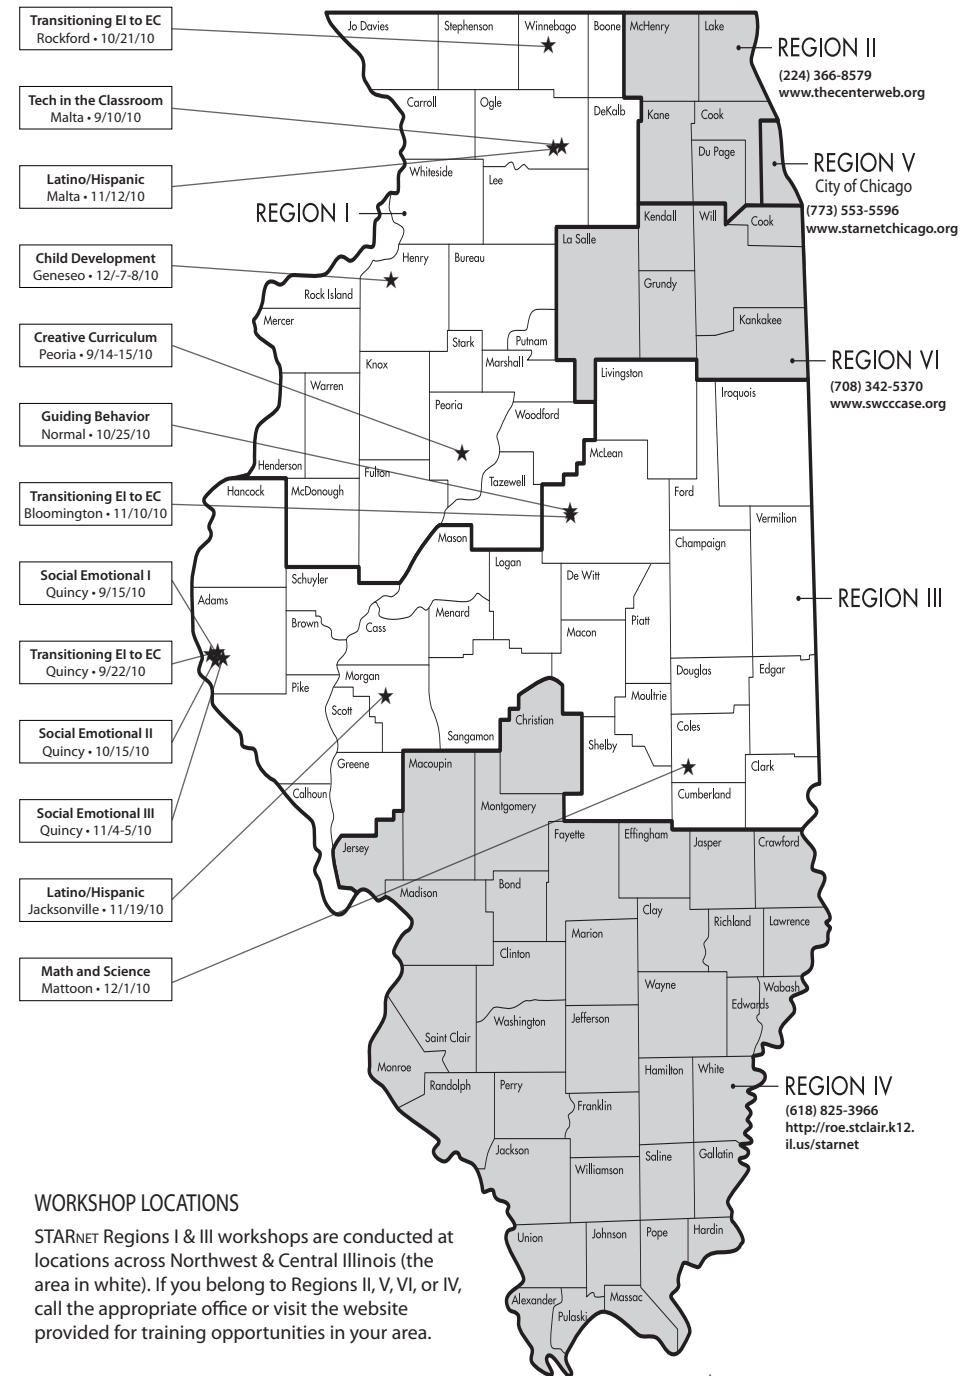 Transitioning EI to EC
Rockford • 10/21/10
Tech in the Classroom
Malta • 9/10/10
Latino/Hispanic
Malta • 11/12/10
Child Development
Geneseo • 12/-7-8/10
Creative Curriculum
Peoria • 9/14-15/10
Guiding Behavior
Normal • 10/25/10
Transitioning EI to EC
Bloomington • 11/10/10
Social Emotional I
Quincy • 9/15/10
Transitioning EI to EC
Quincy • 9/22/10
Social Emotional II
Quincy • 10/15/10
Social Emotional III
Quincy • 11/4-5/10
Latino/Hispanic
Jacksonville • 11/19/10
Math and Science
Mattoon • 12/1/10
Jo Davies
Stephenson
Winnebago
Boone
McHenry
Lake
Carroll
Ogle
DeKalb
Kane
Cook
Du Page
Whiteside
Lee
REGION I
Kendall
Will
Cook
La Salle
Henry
Bureau
Rock Island
Grundy
Mercer
Kankakee
Stark
Putnam
Knox
Marshall
Livingston
Warren
Iroquois
Peoria
Woodford
McLean
Henderson
Fulton
Tazewell
Hancock
McDonough
Ford
Vermilion
Mason
Champaign
Logan
Schuyler
De Witt
Adams
Brown
Cass
Menard
Piatt
Macon
Douglas
Edgar
Pike
Morgan
Moultrie
Scott
Christian
Coles
Sangamon
Shelby
Greene
Macoupin
Clark
Calhoun
Cumberland
Montgomery
Jersey
Fayette
Effingham
Jasper
Crawford
Madison
Bond
Clay
Richland
Lawrence
Marion
Clinton
Wayne
Wabash
Edwards
Washington
Jefferson
Saint Clair
Monroe
Hamilton
White
Randolph
Perry
Franklin
Jackson
Saline
Gallatin
Williamson
Union
Johnson
Pope
Hardin
Alexander
Massac
Pulaski
REGION II
(224) 366-8579
www.thecenterweb.org
REGION V
City of Chicago
(773) 553-5596
www.starnetchicago.org
REGION VI
(708) 342-5370
www.swcccase.org
REGION III
REGION IV
(618) 825-3966
http://roe.stclair.k12.
il.us/starnet
WORKSHOP LOCATIONS
STARNET Regions I & III workshops are conducted at
locations across Northwest & Central Illinois (the
area in white). If you belong to Regions II, V, VI, or IV,
call the appropriate office or visit the website
provided for training opportunities in your area.